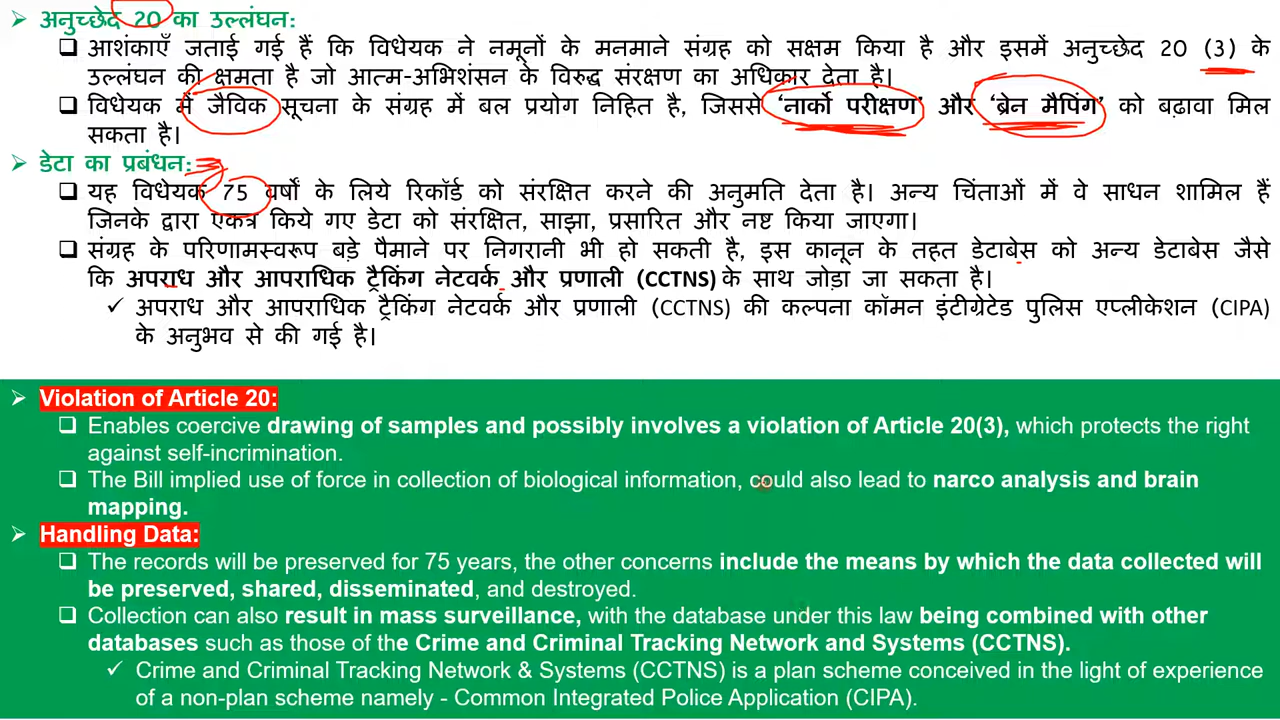 ➢ अनुच्छेद 20 का उल्लंघन:
❑ आशंकाएँ जताई गई हैं कि विधेयक ने नमूनों के मनमाने संग्रह को सक्षम किया है और इसमें अनुच्छेद 20 (3) के
उल्लंघन की क्षमता है जो आत्म-अभिशंसन के विरुद्ध संरक्षण का अधिकार देता है।
❑ विधेयक में जैविक सूचना के संग्रह में बल प्रयोग निहित है, जिससे ‘नार्को परीक्षण’ और ‘ब्रेन मैपिंग’ को बढ़ावा मिल
सकता है।
➢ डेटा का प्रबंधन:
❑ यह विधेयक 75 वर्षों के लिये रिकॉर्ड को संरक्षित करने की अनुमति देता है। अन्य चिंताओं में वे साधन शामिल हैं
जिनके द्वारा एकत्र किये गए डेटा को संरक्षित, साझा, प्रसारित और नष्ट किया जाएगा।
❑ संग्रह के परिणामस्वरूप बड़े पैमाने पर निगरानी भी हो सकती है, इस कानून के तहत डेटाबेस को अन्य डेटाबेस जैसे
कि अपराध और आपराधिक ट्रैकिंग नेटवर्क और प्रणाली (CCTNS) के साथ जोड़ा जा सकता है।
✓ अपराध और आपराधिक ट्रैकिंग नेटवर्क और प्रणाली (CCTNS) की कल्पना कॉमन इंटीग्रेटेड पुलिस एप्लीकेशन (CIPA)
के अनुभव से की गई है।
➢ Violation of Article 20:
❑ Enables coercive drawing of samples and possibly involves a violation of Article 20(3), which protects the right
against self-incrimination.
❑ The Bill implied use of force in collection of biological information, could also lead to narco analysis and brain
mapping.
➢ Handling Data:
❑ The records will be preserved for 75 years, the other concerns include the means by which the data collected will
be preserved, shared, disseminated, and destroyed.
❑ Collection can also result in mass surveillance, with the database under this law being combined with other
databases such as those of the Crime and Criminal Tracking Network and Systems (CCTNS).
✓ Crime and Criminal Tracking Network & Systems (CCTNS) is a plan scheme conceived in the light of experience
of a non-plan scheme namely - Common Integrated Police Application (CIPA).